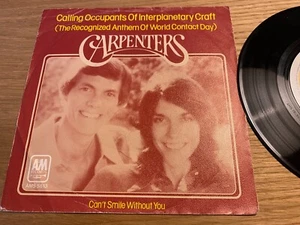 Calling Occupants Of Interplanetary Craft
(The Recognized Anthem Of World Contact Day)
CARPENTERS
A&M
Can't Smile Without You